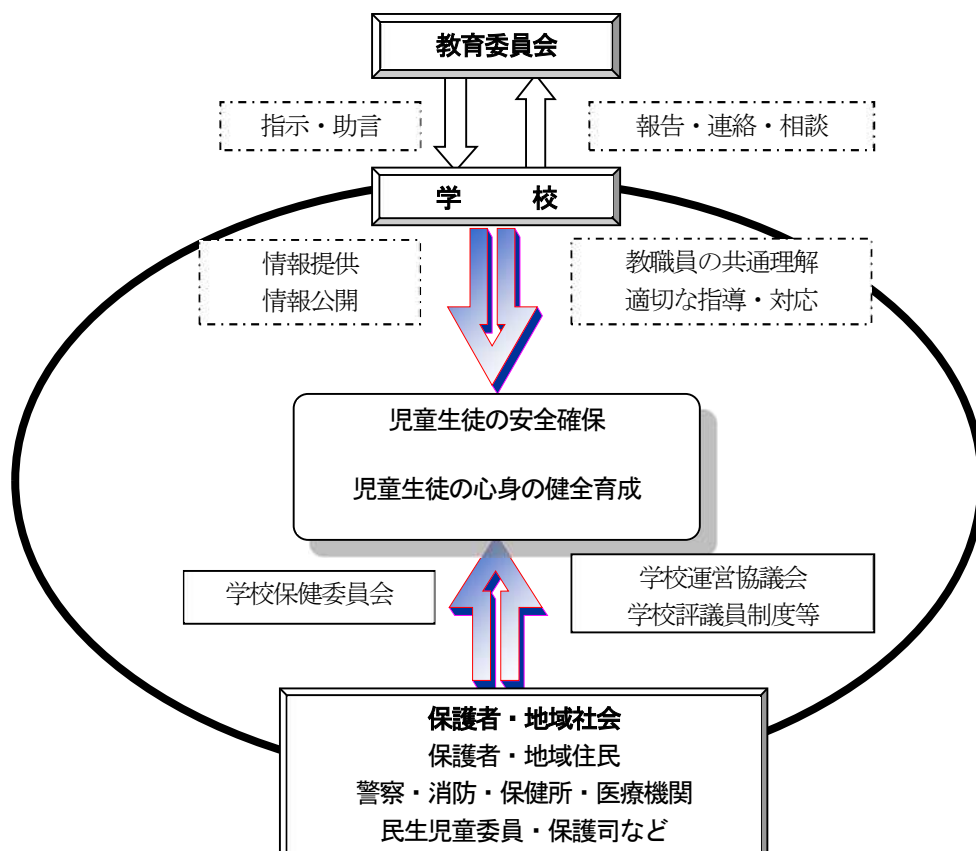 教育委員会
指示・助言
報告・連絡・相談
学　　校
情報提供
情報公開
教職員の共通理解
適切な指導・対応
児童生徒の安全確保
児童生徒の心身の健全育成
学校保健委員会
学校運営協議会
学校評議員制度等
保護者・地域社会
保護者・地域住民
警察・消防・保健所・医療機関
民生児童委員・保護司など